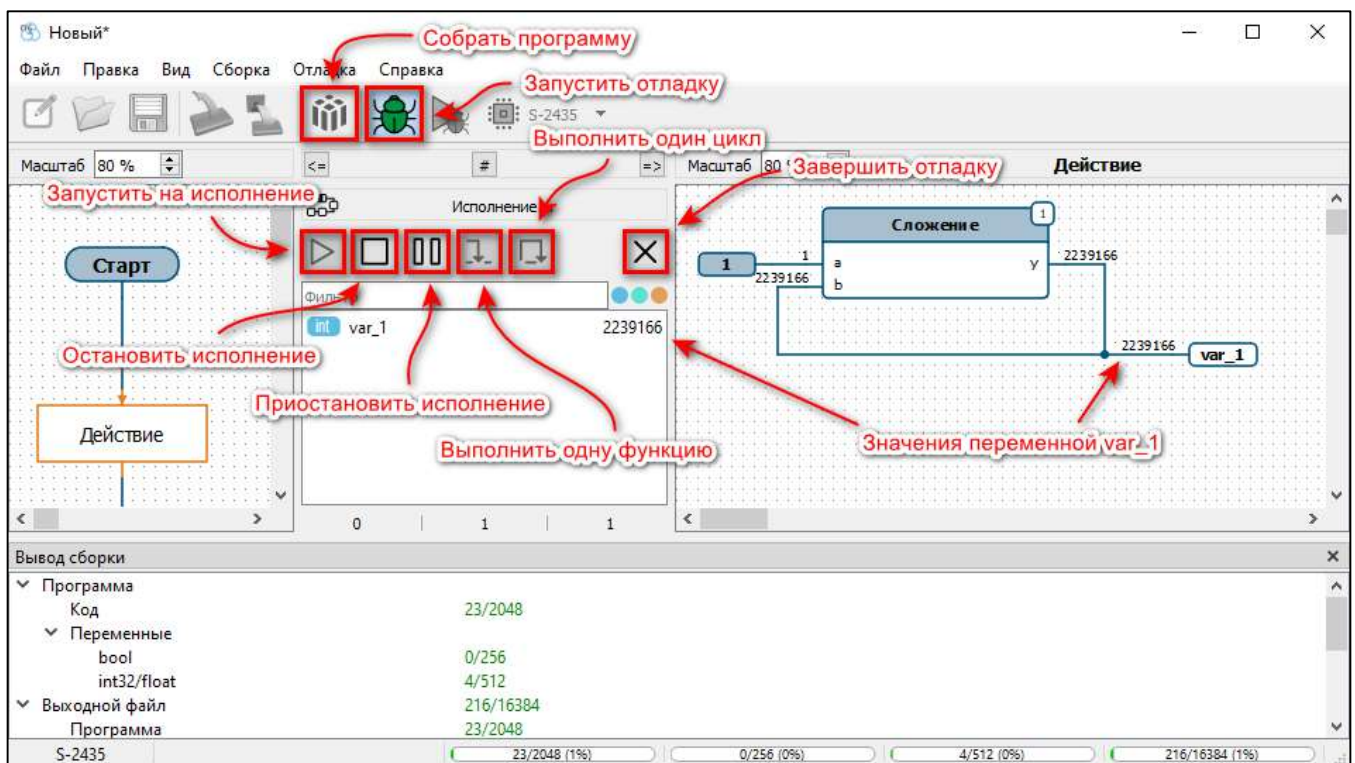 Новый*
Собрать программу
Файл Правка Вид Сборка Отладка Справка
Запустить отладку
S-2435
Выполнить один цикл
Масштаб 80 %
<= # =>
Масштаб 80
Завершить отладку
Действие
Запустить на исполнение
Исполнение
Сложение
1
Старт
1
1
a
y
2239166
2239166
b
Фильт
int var_1 2239166
Остановить исполнение
2239166
var_1
Приостановить исполнение
Действие
Выполнить одну функцию
Значения переменной var_1
0 1 1
Вывод сборки
Программа
Код 23/2048
Переменные
bool 0/256
int32/float 4/512
Выходной файл 216/16384
Программа 23/2048
S-2435 23/2048 (1%) 0/256 (0%) 4/512 (0%) 216/16384 (1%)